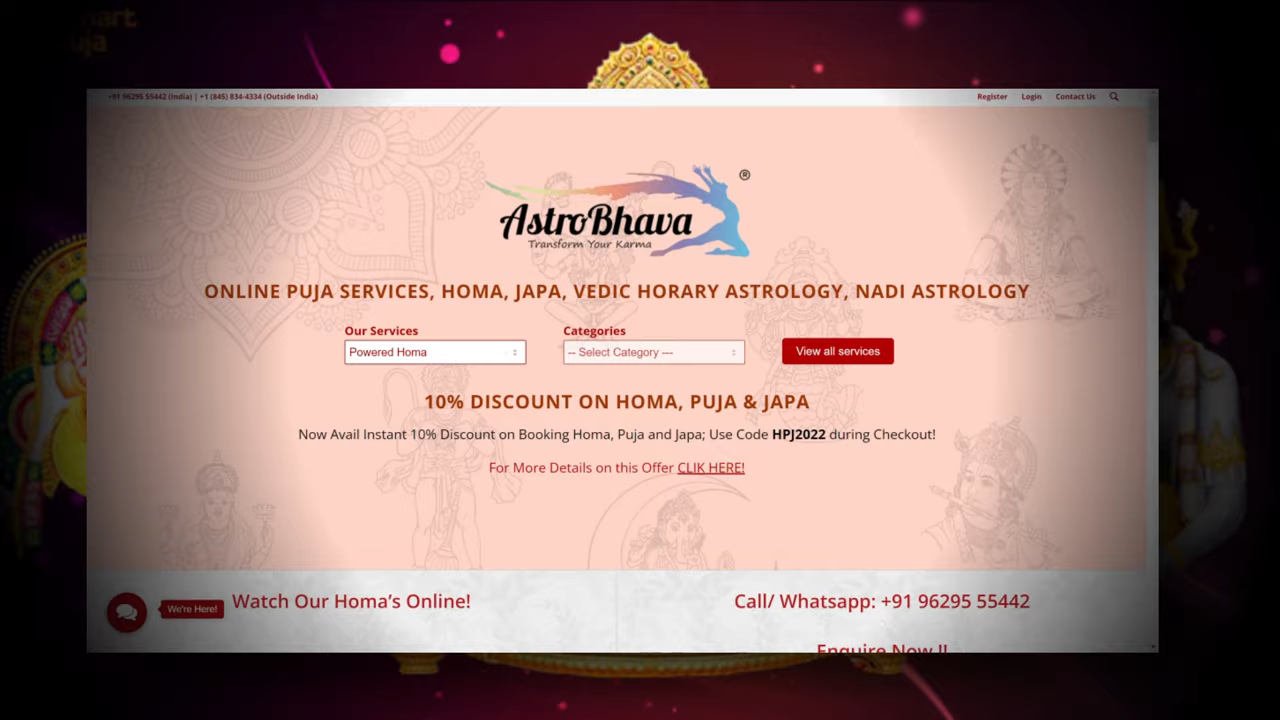 +91 96295 55442 (India) | +1 (845) 834-4334 (Outside India)
Register Login Contact Us
AstroBhava ®
Transform Your Karma
ONLINE PUJA SERVICES, HOMA, JAPA, VEDIC HORARY ASTROLOGY, NADI ASTROLOGY
Our Services Categories
Powered Homa -- Select Category --- View all services
10% DISCOUNT ON HOMA, PUJA & JAPA
Now Avail Instant 10% Discount on Booking Homa, Puja and Japa; Use Code HPJ2022 during Checkout!
For More Details on this Offer CLIK HERE!
We're Here! Watch Our Homa's Online! Call/ Whatsapp: +91 96295 55442
Enquire Now !!